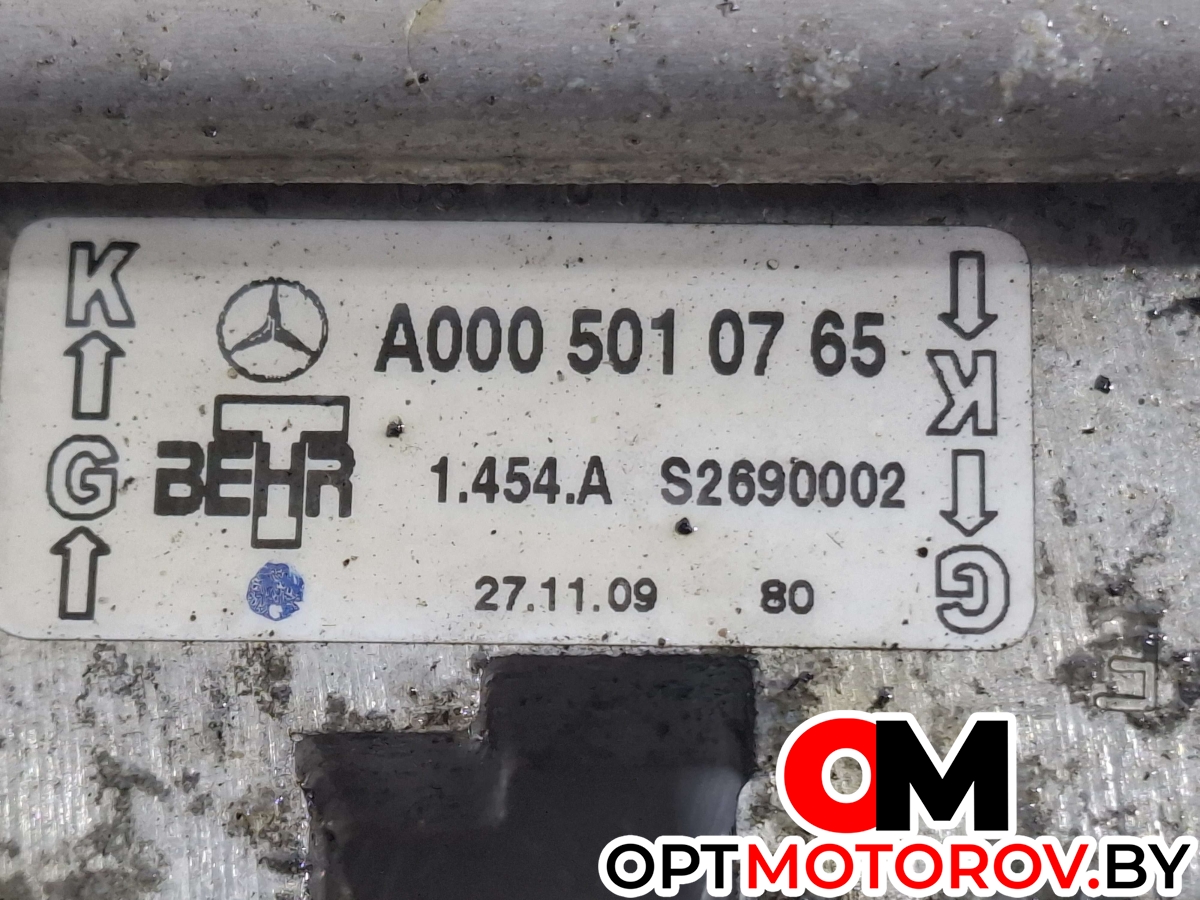 K
G
A000 501 07 65
BEHR
1.454.A S2690002
27.11.09 80
K
G
OM
OPTMOTOROV.BY